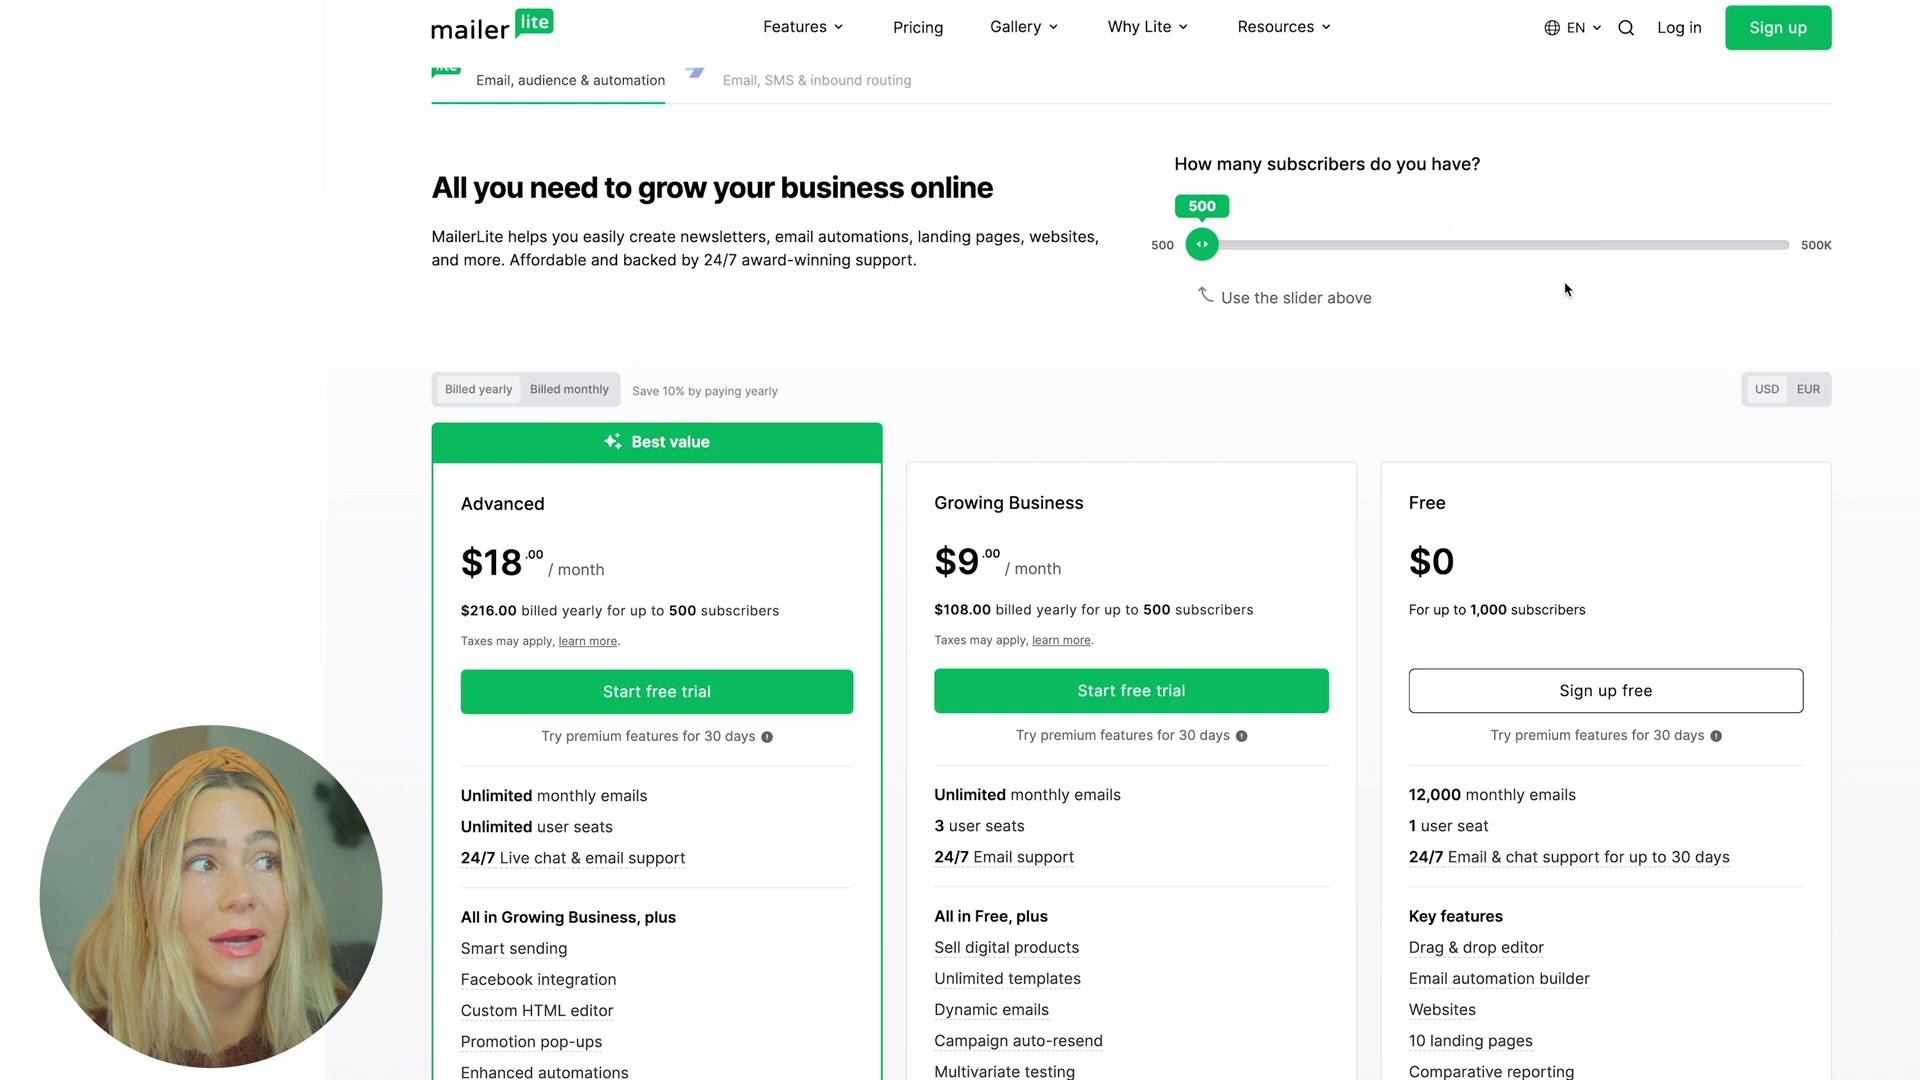 mailer lite
Features
Pricing
Gallery
Why Lite
Resources
EN
Log in
Sign up
lite
Email, audience & automation
Email, SMS & inbound routing
All you need to grow your business online
MailerLite helps you easily create newsletters, email automations, landing pages, websites,
and more. Affordable and backed by 24/7 award-winning support.
How many subscribers do you have?
500
500
500K
Use the slider above
Billed yearly
Billed monthly
Save 10% by paying yearly
USD
EUR
Best value
Advanced
$18.00 / month
$216.00 billed yearly for up to 500 subscribers
Taxes may apply, learn more.
Start free trial
Try premium features for 30 days
Unlimited monthly emails
Unlimited user seats
24/7 Live chat & email support
All in Growing Business, plus
Smart sending
Facebook integration
Custom HTML editor
Promotion pop-ups
Enhanced automations
Growing Business
$9.00 / month
$108.00 billed yearly for up to 500 subscribers
Taxes may apply, learn more.
Start free trial
Try premium features for 30 days
Unlimited monthly emails
3 user seats
24/7 Email support
All in Free, plus
Sell digital products
Unlimited templates
Dynamic emails
Campaign auto-resend
Multivariate testing
Free
$0
For up to 1,000 subscribers
Sign up free
Try premium features for 30 days
12,000 monthly emails
1 user seat
24/7 Email & chat support for up to 30 days
Key features
Drag & drop editor
Email automation builder
Websites
10 landing pages
Comparative reporting